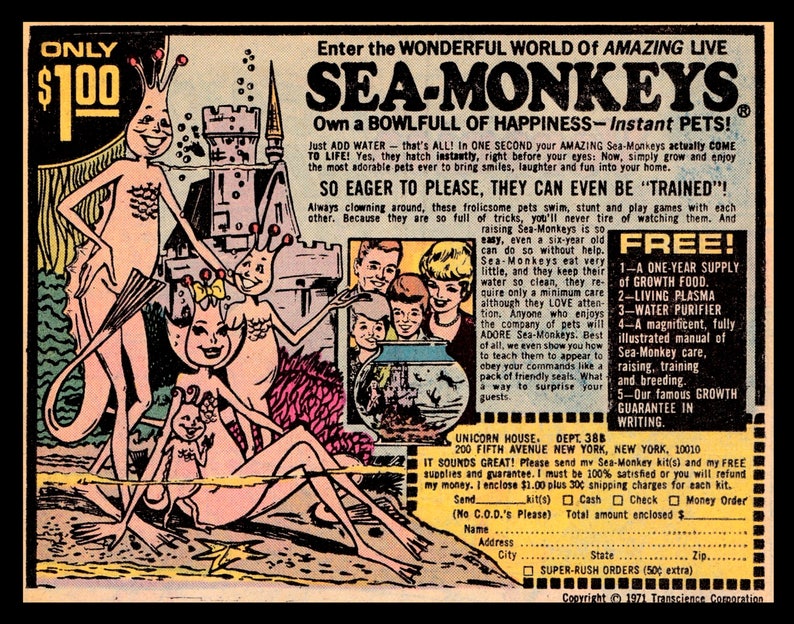 ONLY
$1.00
Enter the WONDERFUL WORLD Of AMAZING LIVE
SEA-MONKEYS®
Own a BOWLFULL OF HAPPINESS—Instant PETS!
Just ADD WATER — that's ALL! In ONE SECOND your AMAZING Sea-Monkeys actually COME
TO LIFE! Yes, they hatch instantly, right before your eyes: Now, simply grow and enjoy
the most adorable pets ever to bring smiles, laughter and fun into your home.
SO EAGER TO PLEASE, THEY CAN EVEN BE "TRAINED"!
Always clowning around, these frolicsome pets swim, stunt and play games with each
other. Because they are so full of tricks, you'll never tire of watching them. And
raising Sea-Monkeys is so
easy, even a six-year old
can do so without help.
Sea-Monkeys eat very
little, and they keep their
water so clean, they re-
quire only a minimum care
although they LOVE atten-
tion. Anyone who enjoys
the company of pets will
ADORE Sea-Monkeys. Best
of all, we even show you how
to teach them to appear to
obey your commands like a
pack of friendly seals. What
a way to surprise your
guests.
FREE!
1—A ONE-YEAR SUPPLY
of GROWTH FOOD.
2—LIVING PLASMA
3—WATER PURIFIER
4—A magnificent, fully
illustrated manual of
Sea-Monkey care,
raising, training
and breeding.
5—Our famous GROWTH
GUARANTEE IN
WRITING.
UNICORN HOUSE. DEPT. 38B
200 FIFTH AVENUE NEW YORK, NEW YORK, 10010
IT SOUNDS GREAT! Please send my Sea-Monkey kit(s) and my FREE
supplies and guarantee. I must be 100% satisfied or you will refund
my money. I enclose $1.00 plus 30¢ shipping charges for each kit.
Send____kit(s) □ Cash □ Check □ Money Order
(No C.O.D.'s Please) Total amount enclosed $______
Name
Address
City State Zip
□ SUPER-RUSH ORDERS (50¢ extra)
Copyright © 1971 Transcience Corporation